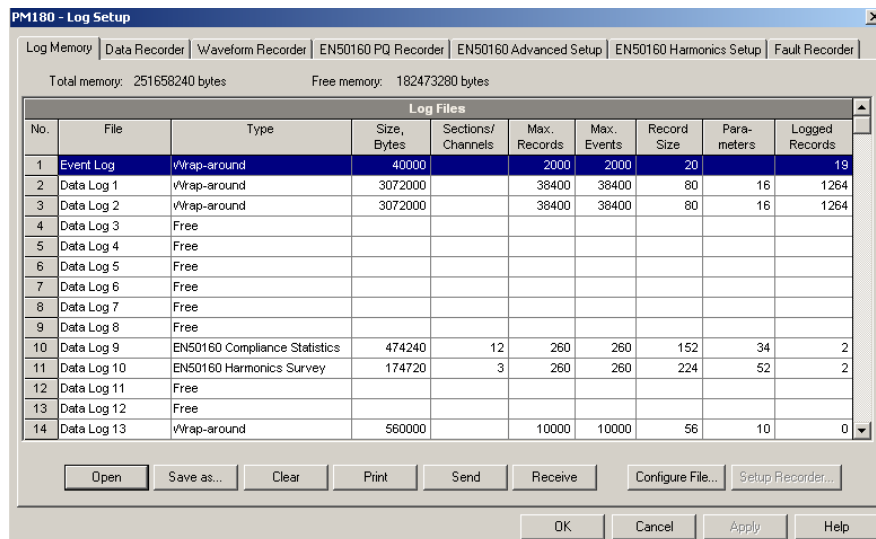 PM180 - Log Setup
Log Memory Data Recorder Waveform Recorder EN50160 PQ Recorder EN50160 Advanced Setup EN50160 Harmonics Setup Fault Recorder
Total memory: 251658240 bytes Free memory: 182473280 bytes
Log Files
No. File Type Size, Bytes Sections/ Channels Max. Records Max. Events Record Size Para- meters Logged Records
1 Event Log Wrap-around 40000 2000 2000 20 19
2 Data Log 1 Wrap-around 3072000 38400 38400 80 16 1264
3 Data Log 2 Wrap-around 3072000 38400 38400 80 16 1264
4 Data Log 3 Free
5 Data Log 4 Free
6 Data Log 5 Free
7 Data Log 6 Free
8 Data Log 7 Free
9 Data Log 8 Free
10 Data Log 9 EN50160 Compliance Statistics 474240 12 260 260 152 34 2
11 Data Log 10 EN50160 Harmonics Survey 174720 3 260 260 224 52 2
12 Data Log 11 Free
13 Data Log 12 Free
14 Data Log 13 Wrap-around 560000 10000 10000 56 10 0
Open Save as... Clear Print Send Receive Configure File... Setup Recorder...
OK Cancel Apply Help